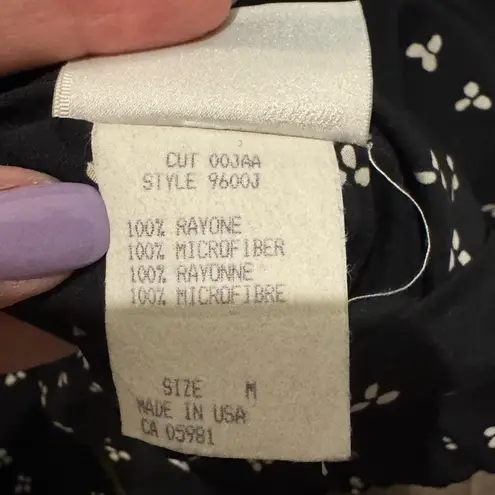 CUT 00JAA
STYLE 9600J
100% RAYONE
100% MICROFIBER
100% RAYONNE
100% MICROFIBRE
SIZE M
MADE IN USA
CA 05981